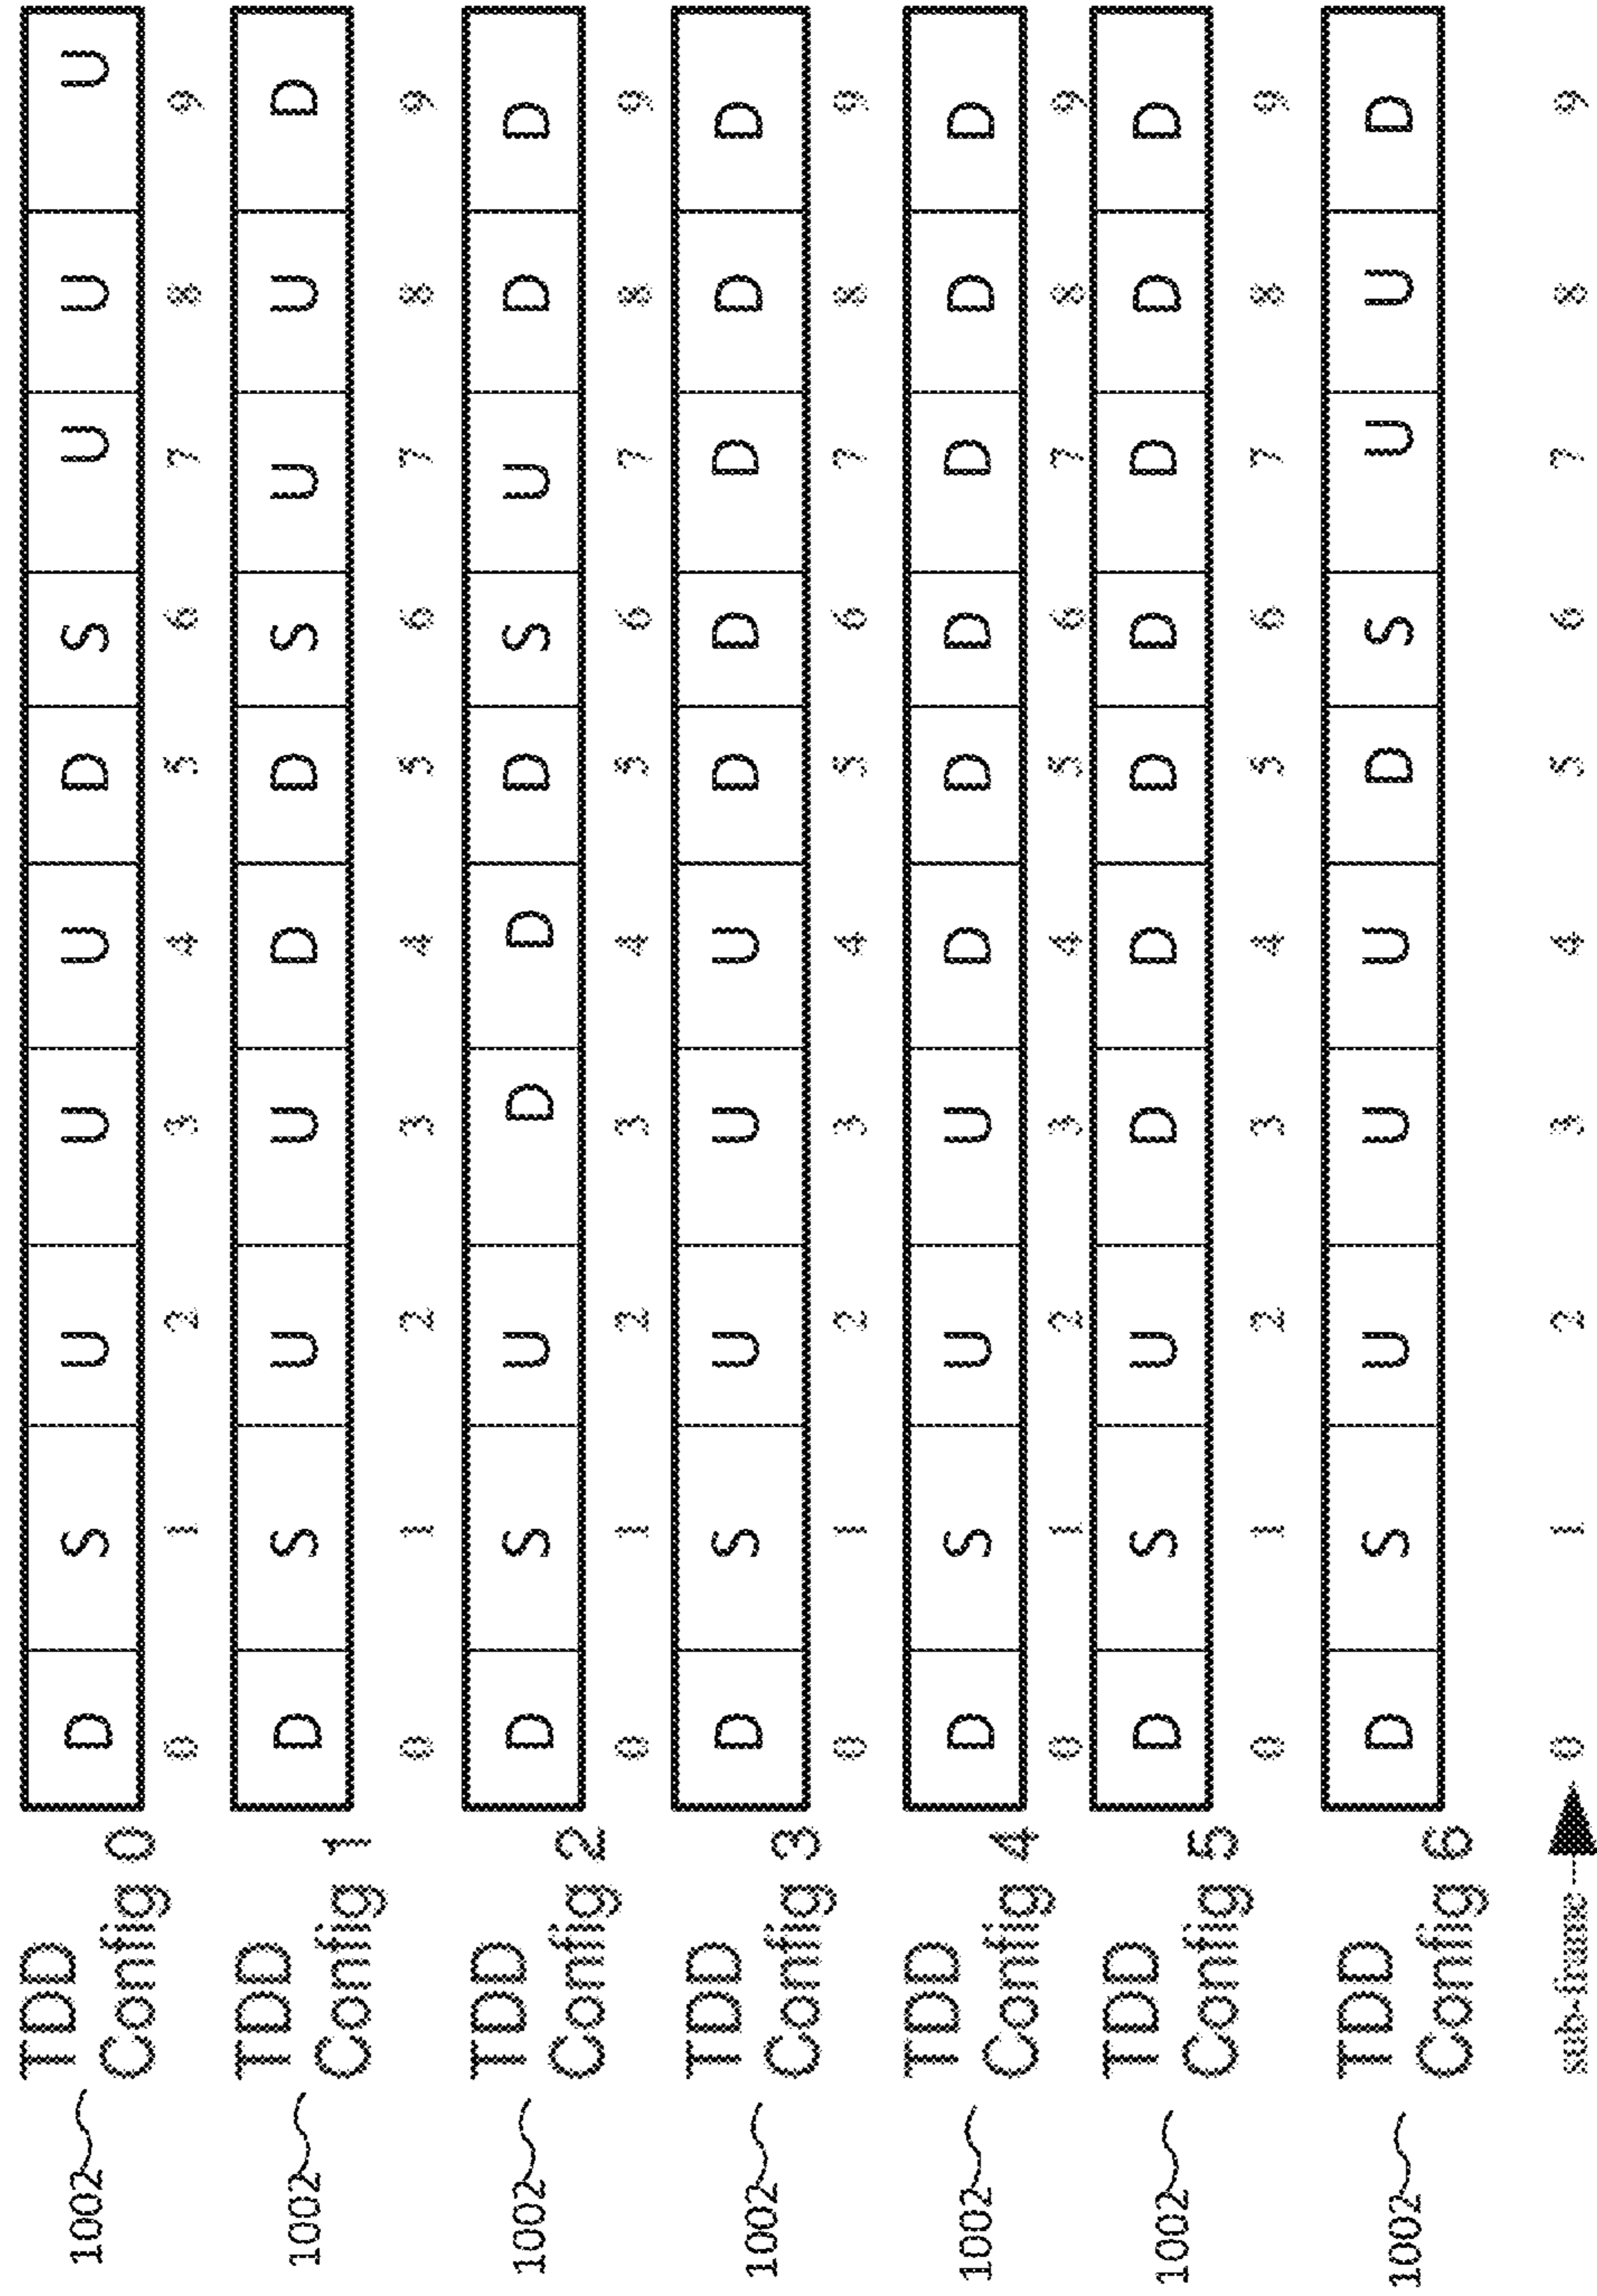 1002 TDD Config 0 D S U U U D S U U U
0 1 2 3 4 5 6 7 8 9
1002 TDD Config 1 D S U U D D S U U D
0 1 2 3 4 5 6 7 8 9
1002 TDD Config 2 D S U D D D S U D D
0 1 2 3 4 5 6 7 8 9
1002 TDD Config 3 D S U U U D D D D D
0 1 2 3 4 5 6 7 8 9
1002 TDD Config 4 D S U U D D D D D D
0 1 2 3 4 5 6 7 8 9
1002 TDD Config 5 D S U D D D D D D D
0 1 2 3 4 5 6 7 8 9
1002 TDD Config 6 D S U U U D S U U D
sub-frame 0 1 2 3 4 5 6 7 8 9